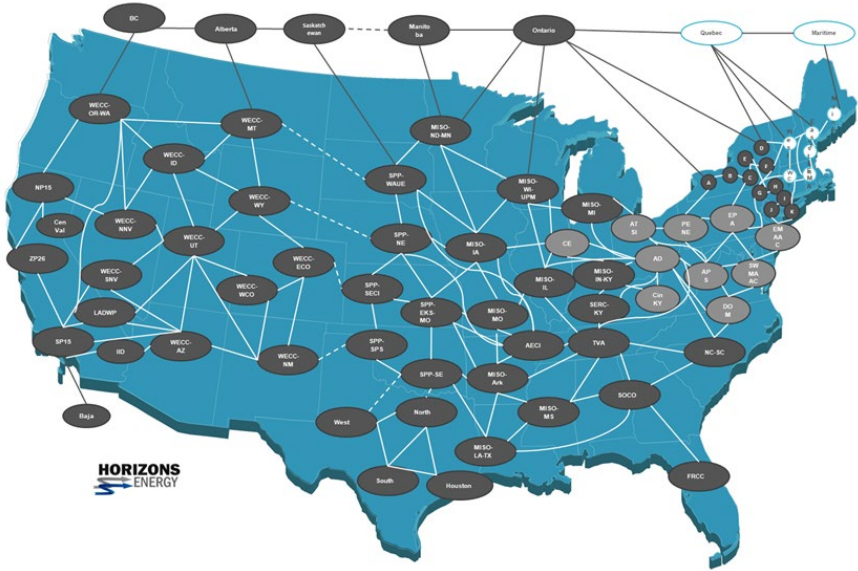 BC
Alberta
Saskatch
ewan
Manito
ba
Ontario
Quebec
Maritime
WECC-
OR-WA
WECC-
MT
MISO-
ND-MN
WECC-
ID
SPP-
WAUE
MISO-
WI-
UPM
NP15
WECC-
WY
MISO-
MI
Cen
Val
WECC-
NNV
WECC-
UT
SPP-
NE
MISO-
IA
CE
AT
SI
PE
NE
EP
A
EM
AA
C
ZP26
WECC-
SNV
WECC-
ECO
WECC-
WCO
SPP-
SECI
MISO-
IL
MISO-
IN-KY
AD
AP
S
SW
MA
AC
LADWP
SPP-
EKS-
MO
MISO-
MO
SERC-
KY
Cin
KY
DO
M
SP15
IID
WECC-
AZ
WECC-
NM
SPP-
SPS
AECI
TVA
NC-SC
SPP-SE
MISO-
Ark
SOCO
Baja
West
North
MISO-
MS
MISO-
LA-TX
South
Houston
FRCC
A
B
C
D
E
F
G
H
I
J
K
HORIZONS
ENERGY